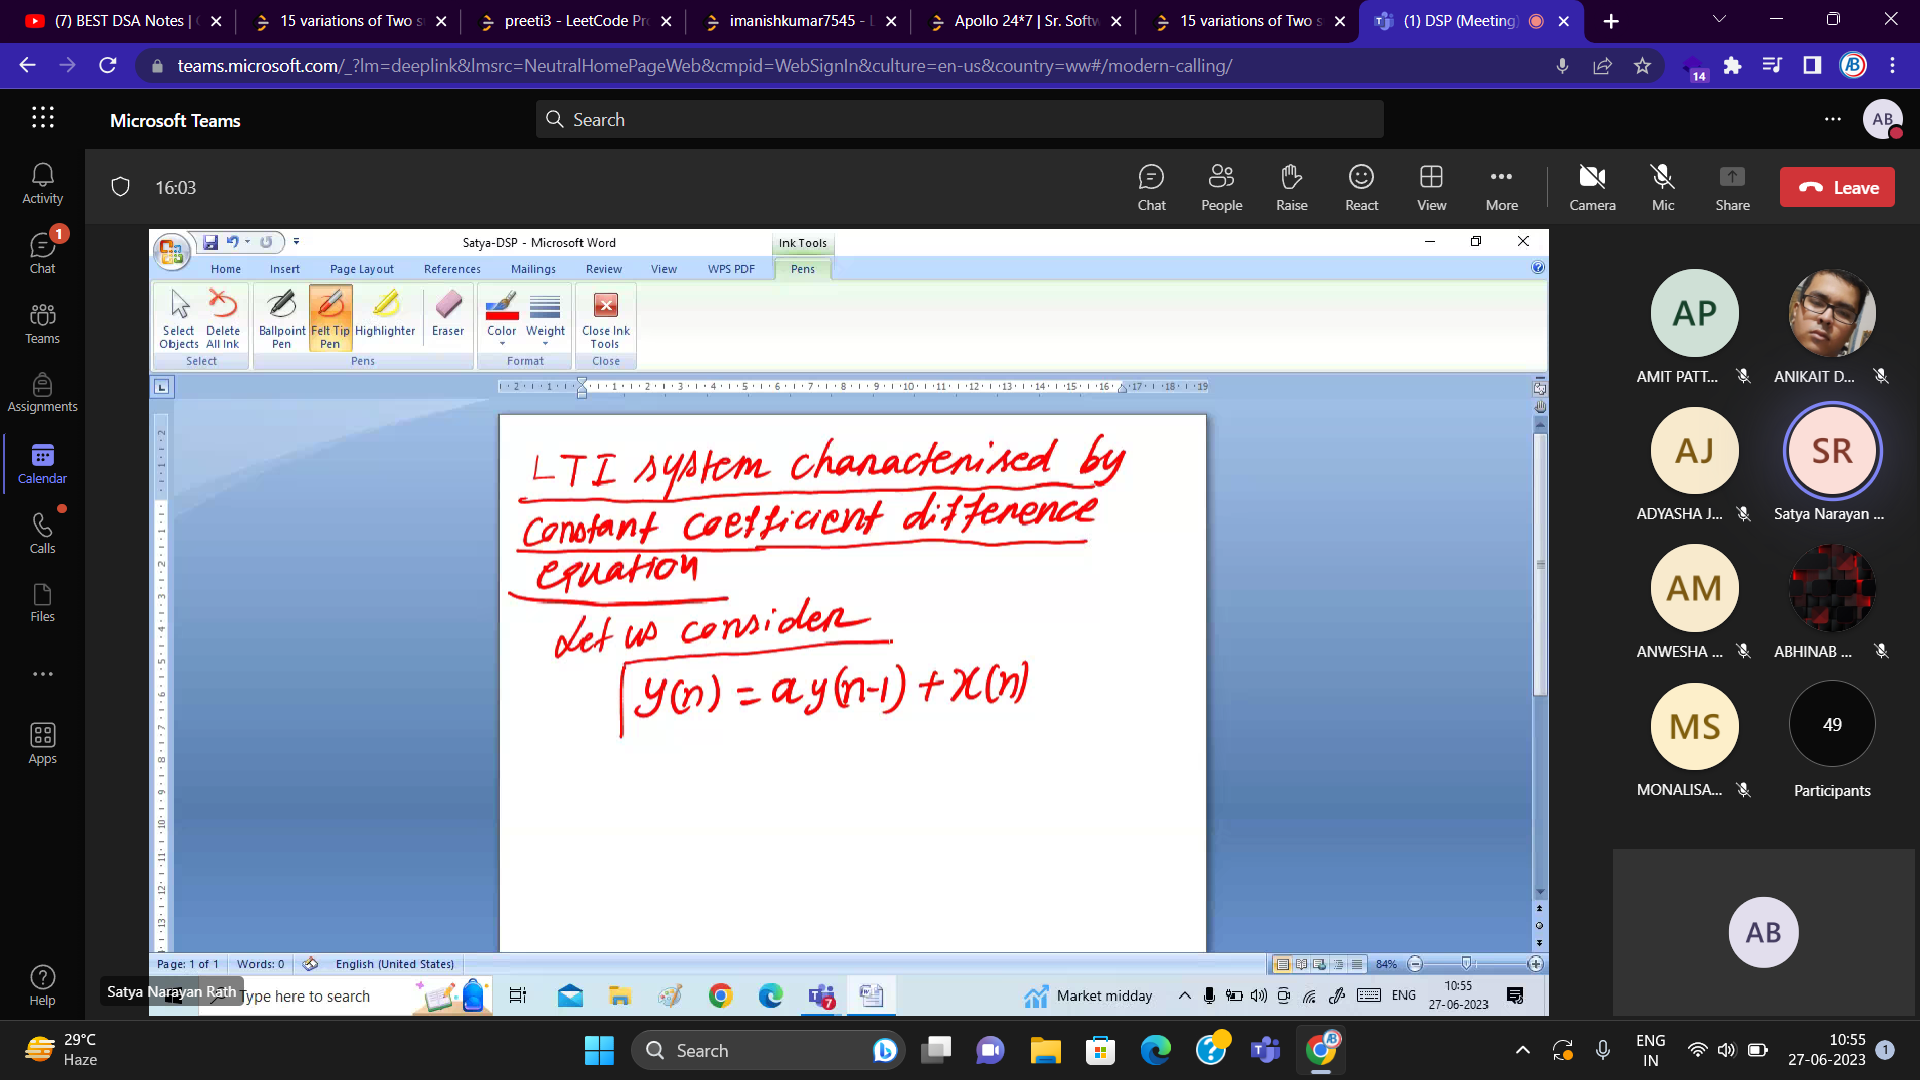 (7) BEST DSA Notes |
15 variations of Two s
preeti3 - LeetCode Pr
imanishkumar7545 - L
Apollo 24*7 | Sr. Softw
15 variations of Two s
(1) DSP (Meeting)
teams.microsoft.com/_?lm=deeplink&lmsrc=NeutralHomePageWeb&cmpid=WebSignIn&culture=en-us&country=ww#/modern-calling/
14
Microsoft Teams
Search
AB
16:03
Chat
People
Raise
React
View
More
Camera
Mic
Share
Leave
Activity
1
Chat
Teams
Assignments
Calendar
Calls
Files
Apps
Help
Satya-DSP - Microsoft Word
Ink Tools
Home
Insert
Page Layout
References
Mailings
Review
View
WPS PDF
Pens
Select Objects
Delete All Ink
Ballpoint Pen
Felt Tip Pen
Highlighter
Eraser
Color
Weight
Close Ink Tools
Select
Pens
Format
Close
LTI system characterised by
constant coefficient difference
equation
Let us consider
y(n) = ay(n-1) + x(n)
Page: 1 of 1
Words: 0
English (United States)
84%
Satya Narayan Rath
Type here to search
7
Market midday
ENG
10:55
27-06-2023
AP
AMIT PATT...
ANIKAIT D...
AJ
ADYASHA J...
SR
Satya Narayan ...
AM
ANWESHA ...
ABHINAB ...
MS
MONALISA...
49
Participants
AB
29°C
Haze
Search
ENG
IN
10:55
27-06-2023
1